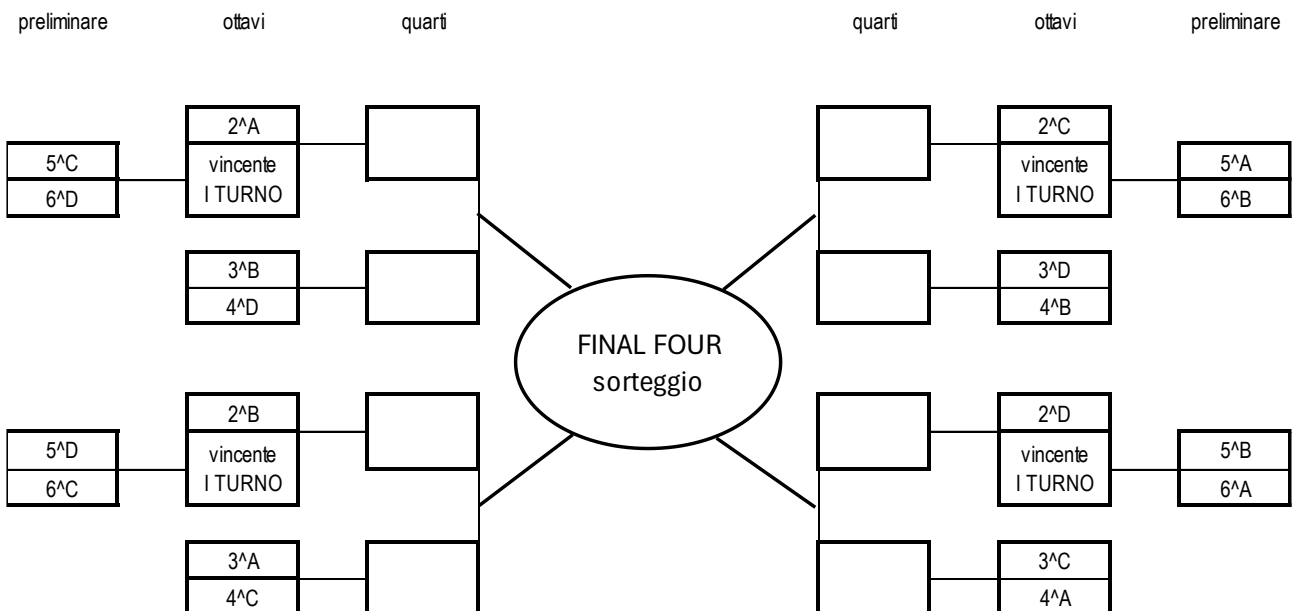 preliminare ottavi quarti quarti ottavi preliminare
2^A 2^C
5^C vincente vincente 5^A
6^D I TURNO I TURNO 6^B
3^B 3^D
4^D 4^B
FINAL FOUR
sorteggio
2^B 2^D
5^D vincente vincente 5^B
6^C I TURNO I TURNO 6^A
3^A 3^C
4^C 4^A